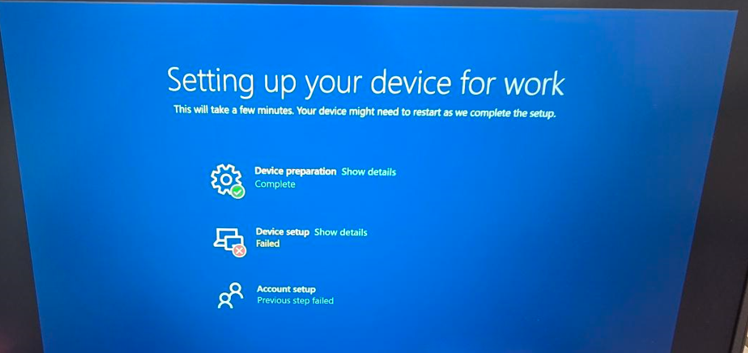 Setting up your device for work
This will take a few minutes. Your device might need to restart as we complete the setup.
Device preparation Show details
Complete
Device setup Show details
Failed
Account setup
Previous step failed